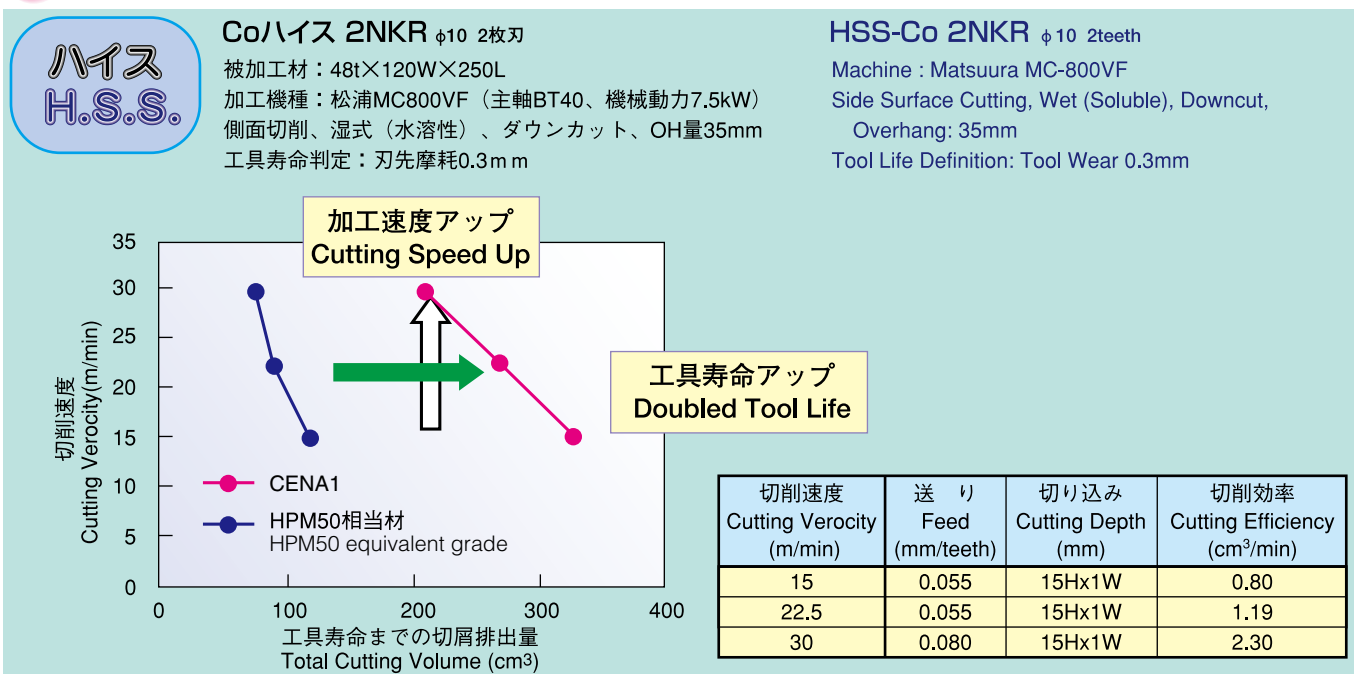 ハイス
H.S.S.
Coハイス 2NKR φ10 2枚刃
被加工材：48t×120W×250L
加工機種：松浦MC800VF（主軸BT40、機械動力7.5kW）
側面切削、湿式（水溶性）、ダウンカット、OH量35mm
工具寿命判定：刃先摩耗0.3ｍｍ
HSS-Co 2NKR φ10 2teeth
Machine : Matsuura MC-800VF
Side Surface Cutting, Wet (Soluble), Downcut,
Overhang: 35mm
Tool Life Definition: Tool Wear 0.3mm
加工速度アップ
Cutting Speed Up
工具寿命アップ
Doubled Tool Life
切削速度
Cutting Verocity(m/min)
35
30
25
20
15
10
5
0
CENA1
HPM50相当材
HPM50 equivalent grade
0 100 200 300 400
工具寿命までの切屑排出量
Total Cutting Volume (cm³)
切削速度 送 り 切り込み 切削効率
Cutting Verocity Feed Cutting Depth Cutting Efficiency
(m/min) (mm/teeth) (mm) (cm³/min)
15 0.055 15Hx1W 0.80
22.5 0.055 15Hx1W 1.19
30 0.080 15Hx1W 2.30